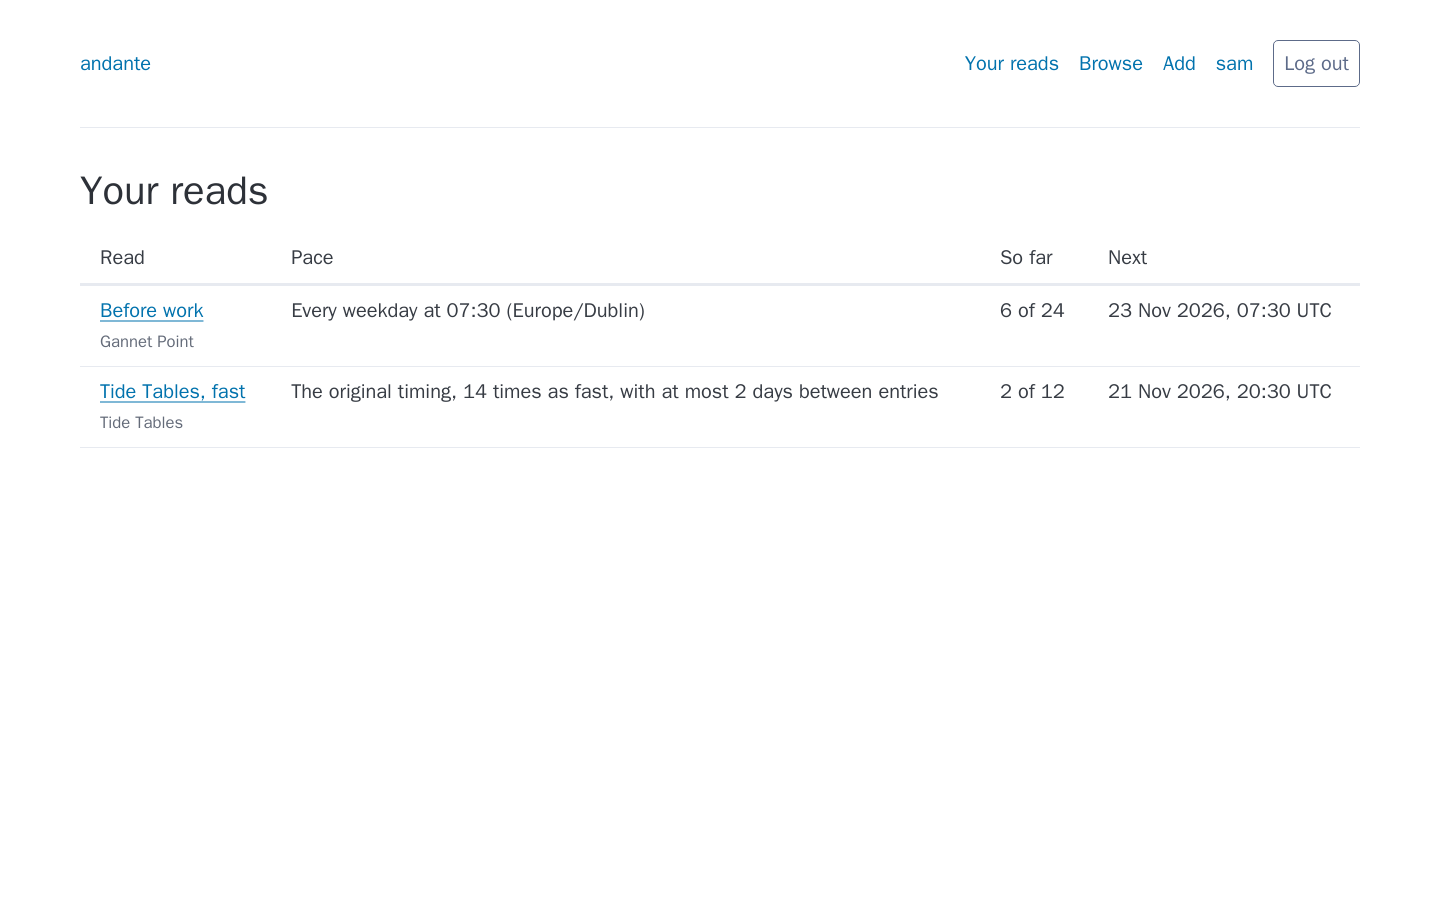 andante
Your reads Browse Add sam Log out
Your reads
Read Pace So far Next
Before work Every weekday at 07:30 (Europe/Dublin) 6 of 24 23 Nov 2026, 07:30 UTC
Gannet Point
Tide Tables, fast The original timing, 14 times as fast, with at most 2 days between entries 2 of 12 21 Nov 2026, 20:30 UTC
Tide Tables